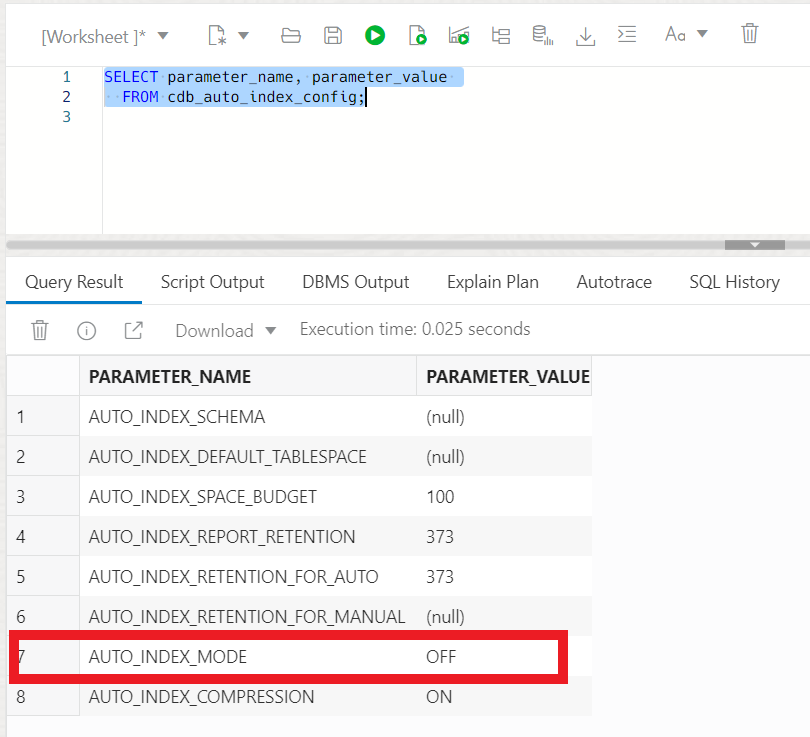 [Worksheet ]*
Aa
1 SELECT parameter_name, parameter_value
2 FROM cdb_auto_index_config;
3
Query Result Script Output DBMS Output Explain Plan Autotrace SQL History
Download Execution time: 0.025 seconds
PARAMETER_NAME PARAMETER_VALUE
1 AUTO_INDEX_SCHEMA (null)
2 AUTO_INDEX_DEFAULT_TABLESPACE (null)
3 AUTO_INDEX_SPACE_BUDGET 100
4 AUTO_INDEX_REPORT_RETENTION 373
5 AUTO_INDEX_RETENTION_FOR_AUTO 373
6 AUTO_INDEX_RETENTION_FOR_MANUAL (null)
7 AUTO_INDEX_MODE OFF
8 AUTO_INDEX_COMPRESSION ON